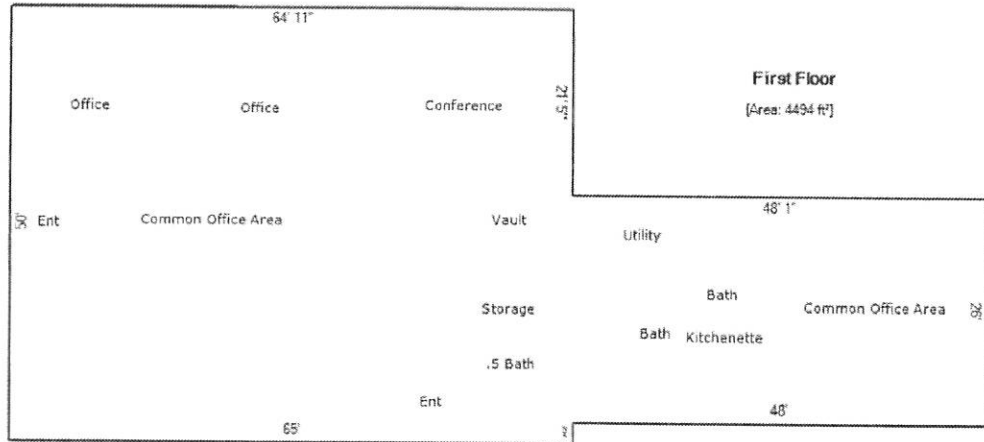 64' 11"
First Floor
[Area: 4494 ft²]
Office
Office
Conference
21' 5"
48' 1"
50'
Ent
Common Office Area
Vault
Utility
Bath
Storage
Common Office Area
26'
Bath
Kitchenette
.5 Bath
Ent
48'
65'